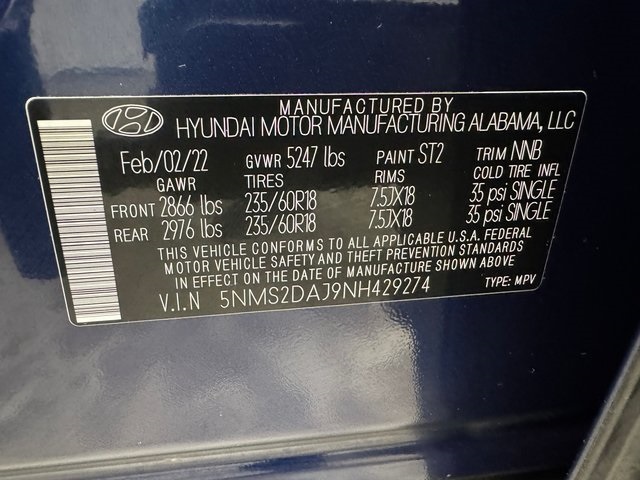 MANUFACTURED BY
HYUNDAI MOTOR MANUFACTURING ALABAMA, LLC
Feb/02/22 GVWR 5247 lbs PAINT ST2 TRIM NNB
GAWR TIRES RIMS COLD TIRE INFL
FRONT 2866 lbs 235/60R18 7.5JX18 35 psi SINGLE
REAR 2976 lbs 235/60R18 7.5JX18 35 psi SINGLE
THIS VEHICLE CONFORMS TO ALL APPLICABLE U.S.A. FEDERAL
MOTOR VEHICLE SAFETY AND THEFT PREVENTION STANDARDS
IN EFFECT ON THE DATE OF MANUFACTURE SHOWN ABOVE
V.I.N 5NMS2DAJ9NH429274 TYPE: MPV